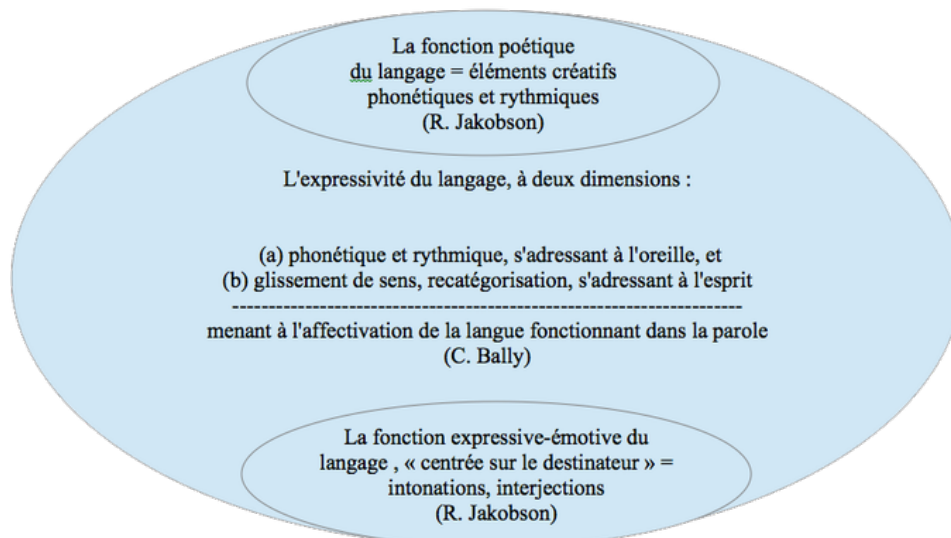 La fonction poétique
du langage = éléments créatifs
phonétiques et rythmiques
(R. Jakobson)
L'expressivité du langage, à deux dimensions :
(a) phonétique et rythmique, s'adressant à l'oreille, et
(b) glissement de sens, recatégorisation, s'adressant à l'esprit
----------------------------------------------------------------------
menant à l'affectivation de la langue fonctionnant dans la parole
(C. Bally)
La fonction expressive-émotive du
langage , « centrée sur le destinateur » =
intonations, interjections
(R. Jakobson)